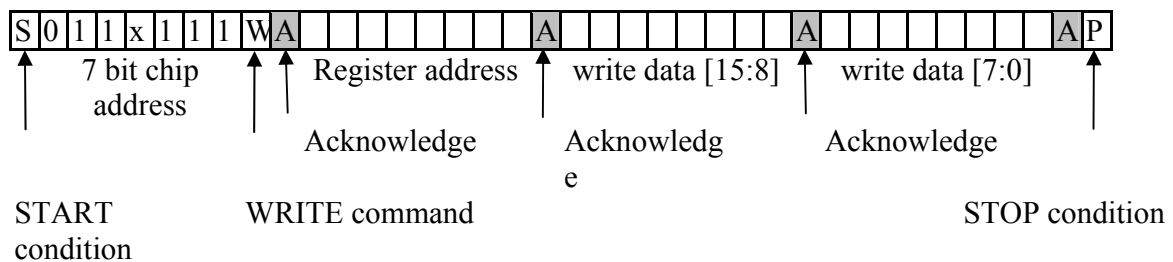 S 0 1 1 x 1 1 1 W A A A A P
7 bit chip address Register address write data [15:8] write data [7:0]
Acknowledge Acknowledg
e Acknowledge
START
condition WRITE command STOP condition